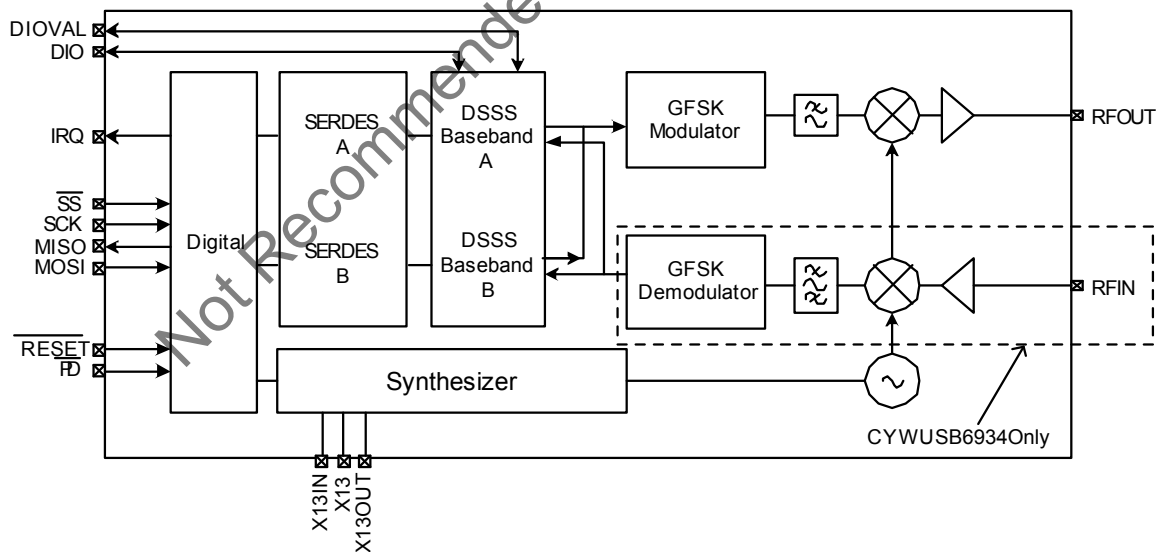 DIOVAL
DIO
IRQ
SS
SCK
MISO
MOSI
RESET
PD
Digital
SERDES
A
SERDES
B
DSSS
Baseband
A
DSSS
Baseband
B
GFSK
Modulator
GFSK
Demodulator
Synthesizer
RFOUT
RFIN
CYWUSB6934Only
X13IN
X13
X13OUT
Not Recommende